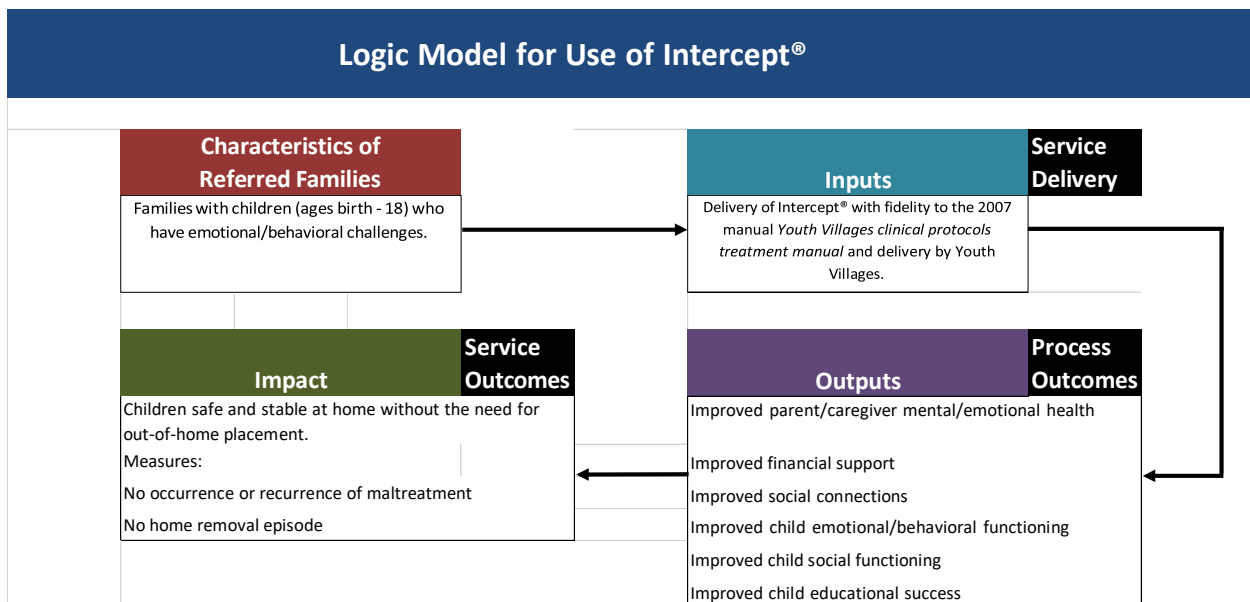 Logic Model for Use of Intercept®
Characteristics of
Referred Families
Families with children (ages birth - 18) who
have emotional/behavioral challenges.
Inputs
Service
Delivery
Delivery of Intercept® with fidelity to the 2007
manual Youth Villages clinical protocols
treatment manual and delivery by Youth
Villages.
Impact
Service
Outcomes
Children safe and stable at home without the need for
out-of-home placement.
Measures:
No occurrence or recurrence of maltreatment
No home removal episode
Outputs
Process
Outcomes
Improved parent/caregiver mental/emotional health
Improved financial support
Improved social connections
Improved child emotional/behavioral functioning
Improved child social functioning
Improved child educational success